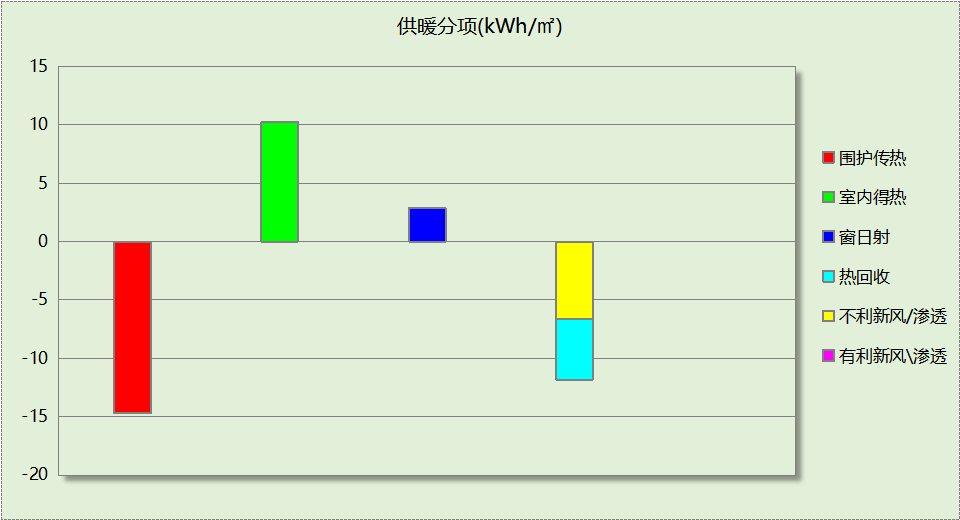 供暖分项(kWh/㎡)
15
10
5
0
-5
-10
-15
-20
围护传热
室内得热
窗日射
热回收
不利新风/渗透
有利新风\渗透